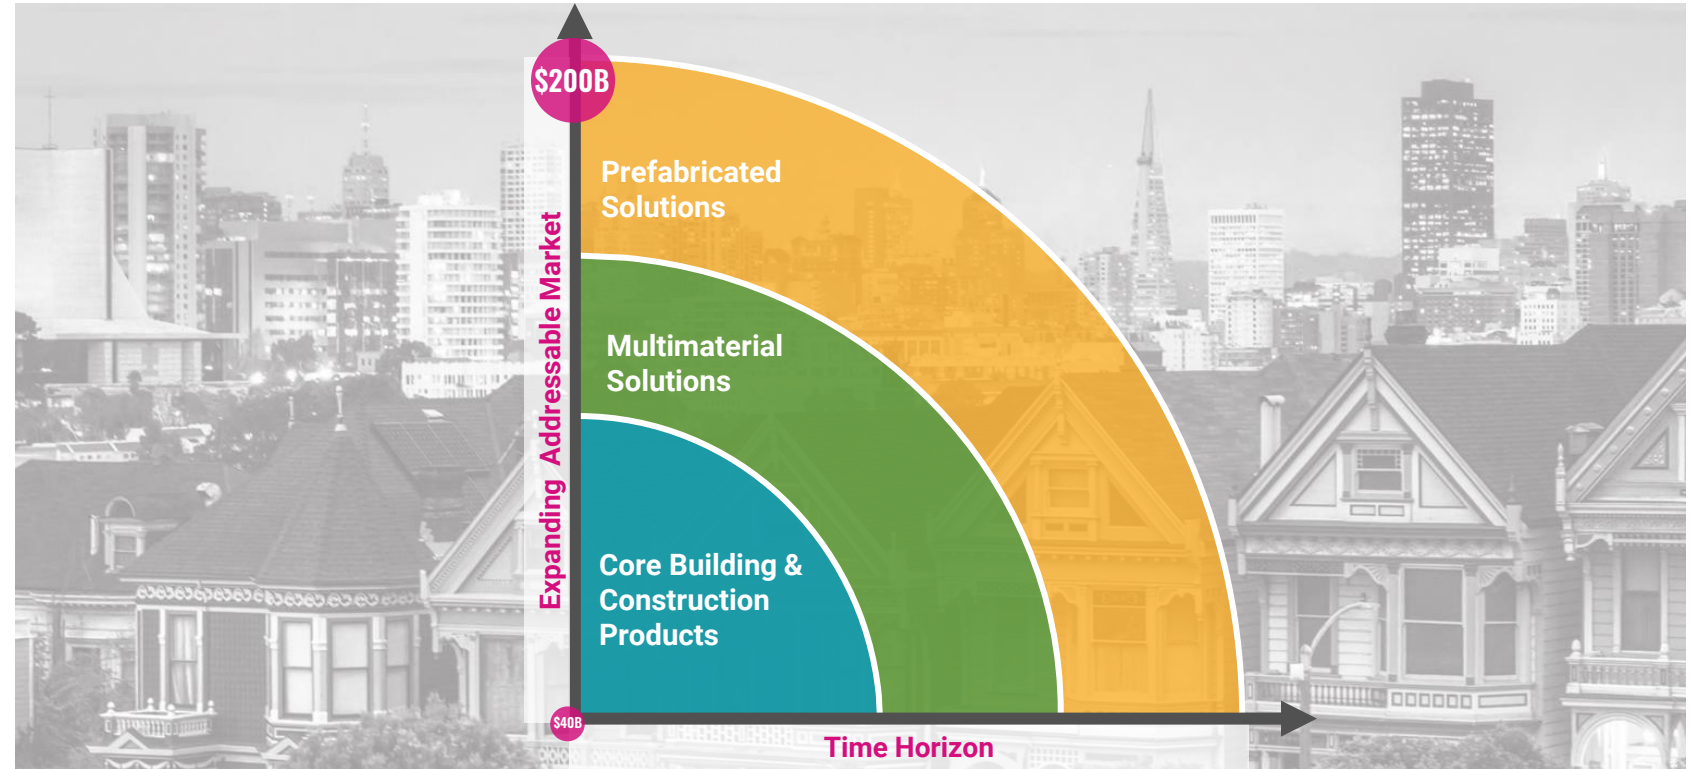 $200B
Prefabricated
Solutions
Multimaterial
Solutions
Core Building &
Construction
Products
Expanding Addressable Market
$40B
Time Horizon